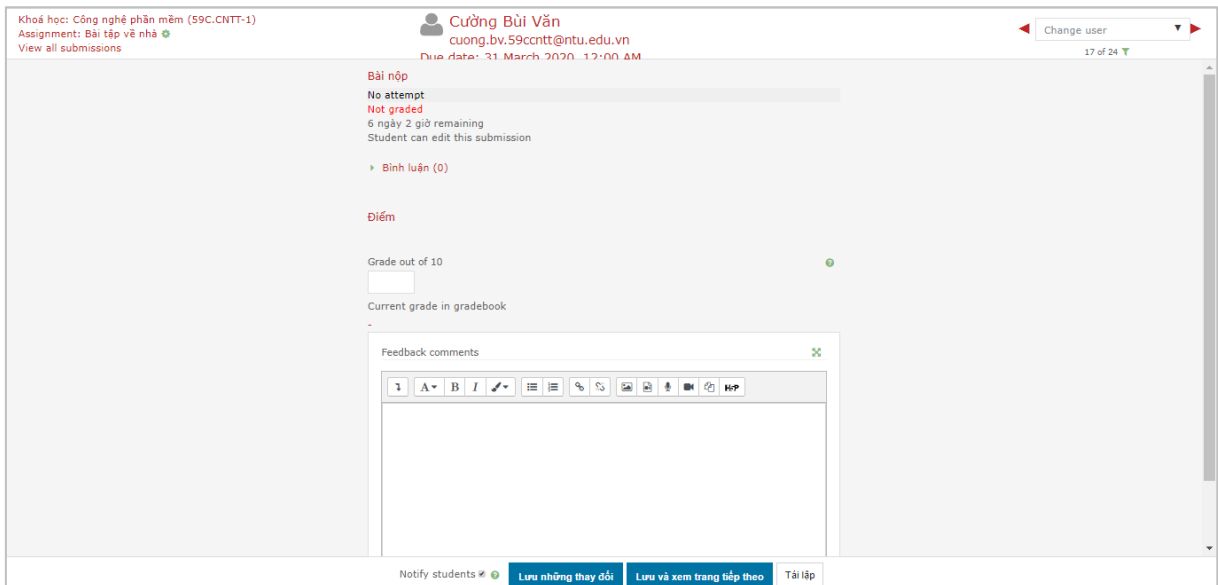 Khoá học: Công nghệ phần mềm (59C.CNTT-1)
Assignment: Bài tập về nhà
View all submissions
Cường Bùi Văn
cuong.bv.59ccntt@ntu.edu.vn
Due date: 31 March 2020, 12:00 AM
Change user
17 of 24
Bài nộp
No attempt
Not graded
6 ngày 2 giờ remaining
Student can edit this submission
Bình luận (0)
Điểm
Grade out of 10
Current grade in gradebook
-
Feedback comments
A B I H-P
Notify students Lưu những thay đổi Lưu và xem trang tiếp theo Tái lập